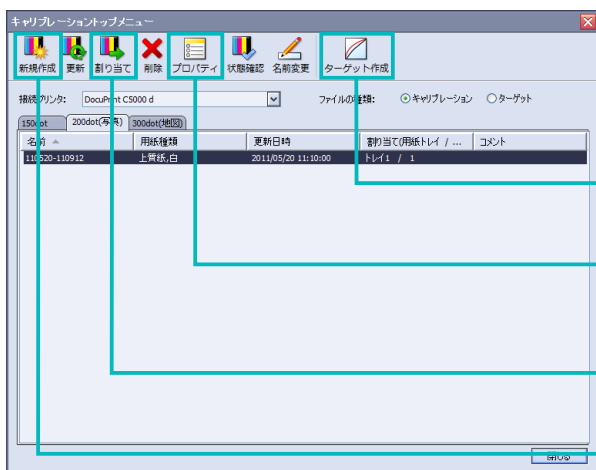 キャリブレーショントップメニュー
新規作成 更新 割り当て 削除 プロパティ 状態確認 名前変更 ターゲット作成
接続プリンタ: DocuPrint C5000 d ファイルの種類: キャリブレーション ターゲット
150dot 200dot(写真) 300dot(地図)
名前 用紙種類 更新日時 割り当て(用紙トレイ / ... コメント
110520-110912 上質紙,白 2011/05/20 11:10:00 トレイ1 / 1
閉じる